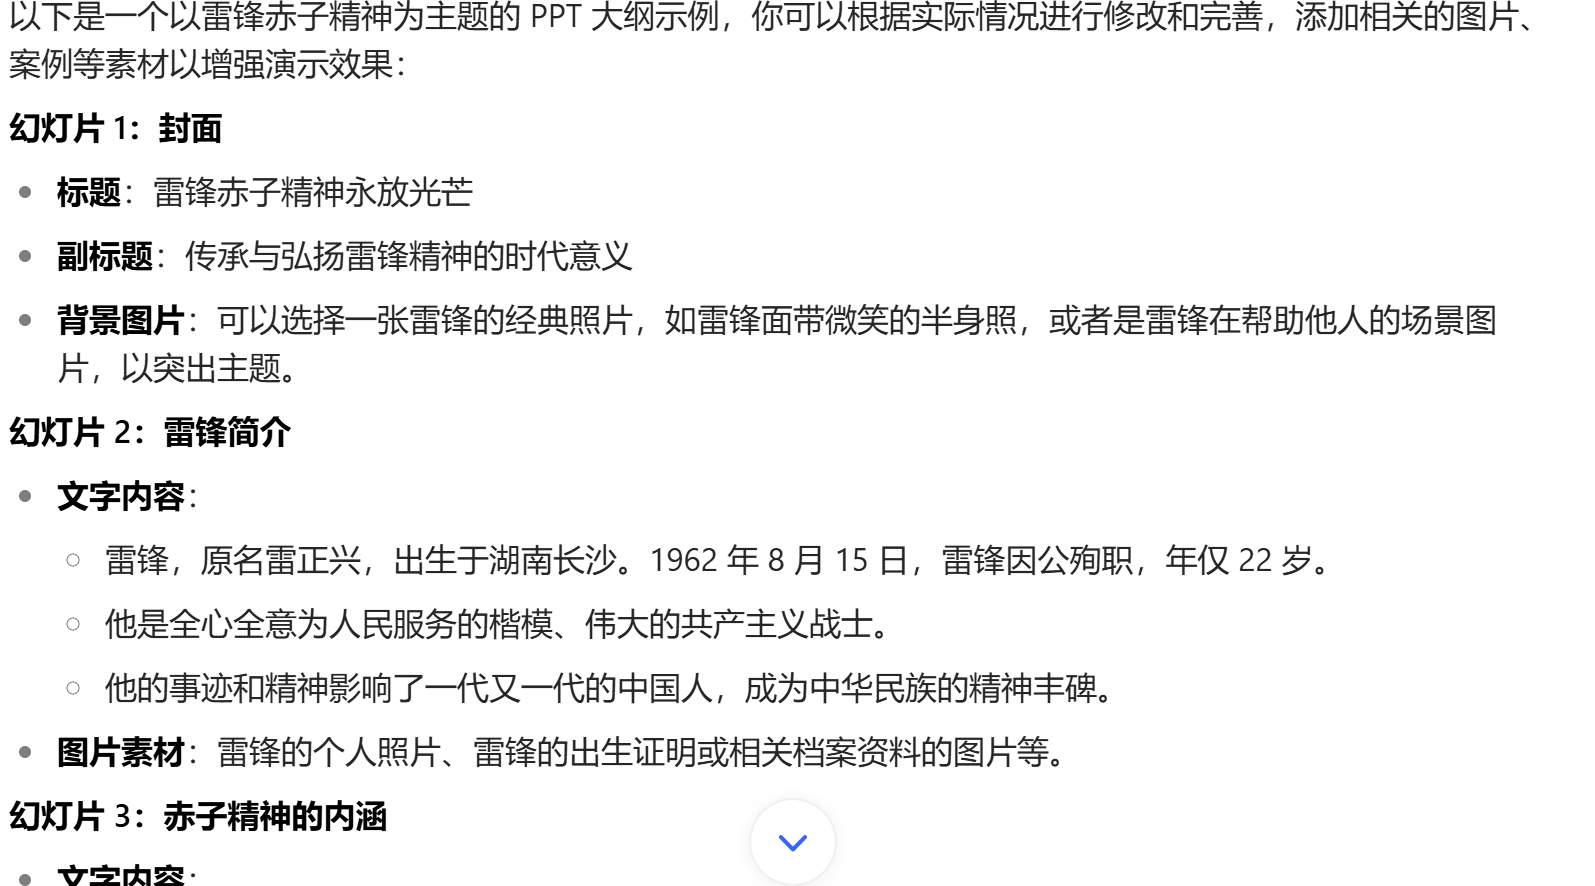 以下是一个以雷锋赤子精神为主题的 PPT 大纲示例，你可以根据实际情况进行修改和完善，添加相关的图片、
案例等素材以增强演示效果：
幻灯片 1：封面
标题：雷锋赤子精神永放光芒
副标题：传承与弘扬雷锋精神的时代意义
背景图片：可以选择一张雷锋的经典照片，如雷锋面带微笑的半身照，或者是雷锋在帮助他人的场景图
片，以突出主题。
幻灯片 2：雷锋简介
文字内容：
雷锋，原名雷正兴，出生于湖南长沙。1962 年 8 月 15 日，雷锋因公殉职，年仅 22 岁。
他是全心全意为人民服务的楷模、伟大的共产主义战士。
他的事迹和精神影响了一代又一代的中国人，成为中华民族的精神丰碑。
图片素材：雷锋的个人照片、雷锋的出生证明或相关档案资料的图片等。
幻灯片 3：赤子精神的内涵
文字内容：